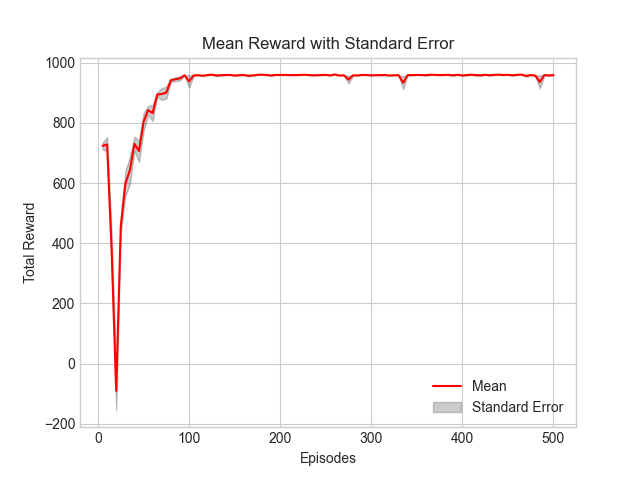 Mean Reward with Standard Error
1000
800
600
400
200
0
−200
Total Reward
Mean
Standard Error
0
100
200
300
400
500
Episodes